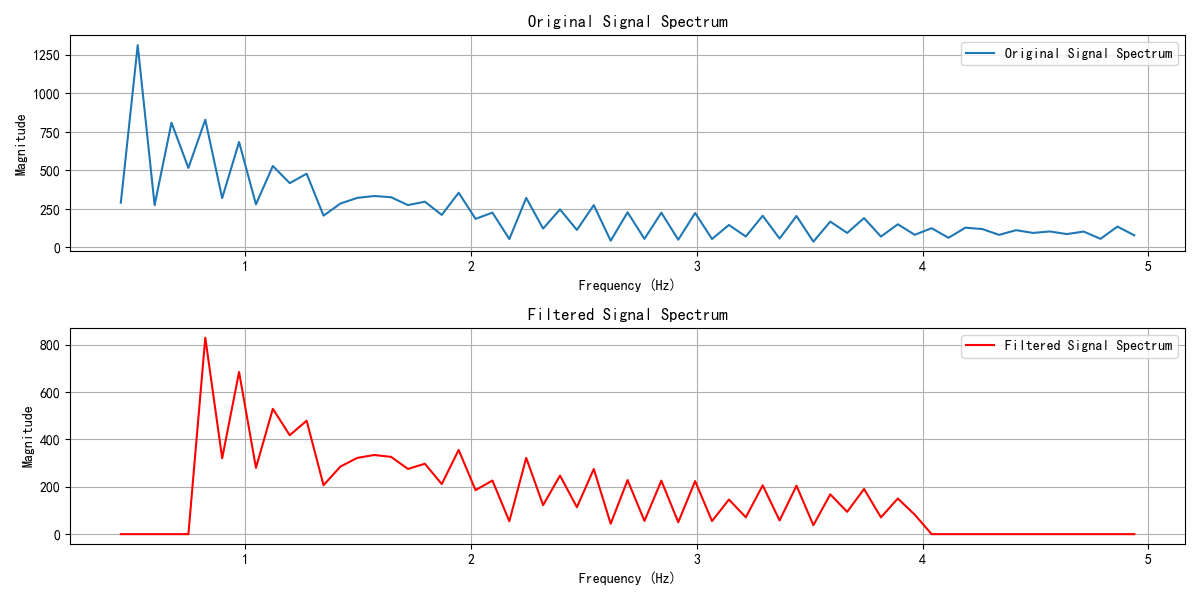 Original Signal Spectrum
Original Signal Spectrum
1250
1000
750
500
250
0
Magnitude
1 2 3 4 5
Frequency (Hz)
Filtered Signal Spectrum
Filtered Signal Spectrum
800
600
400
200
0
Magnitude
1 2 3 4 5
Frequency (Hz)